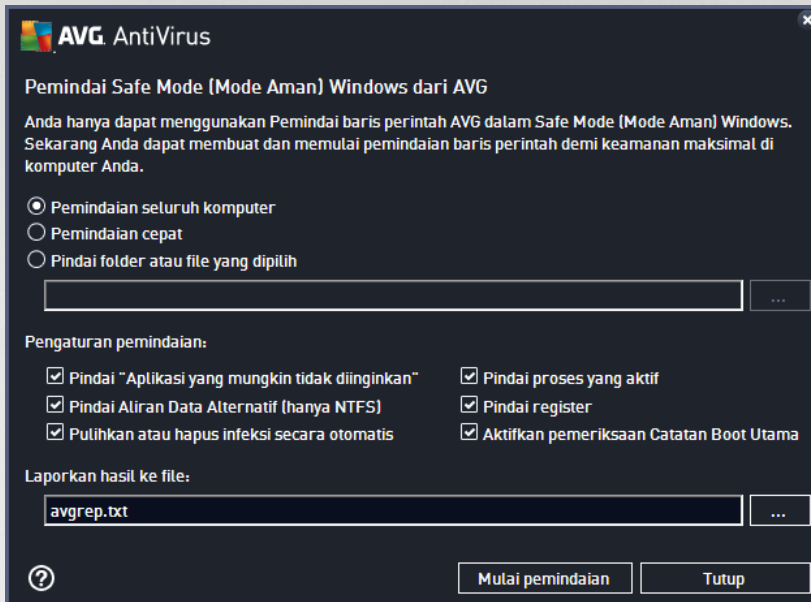 AVG. AntiVirus
Pemindai Safe Mode (Mode Aman) Windows dari AVG
Anda hanya dapat menggunakan Pemindai baris perintah AVG dalam Safe Mode (Mode Aman) Windows.
Sekarang Anda dapat membuat dan memulai pemindaian baris perintah demi keamanan maksimal di
komputer Anda.
Pemindaian seluruh komputer
Pemindaian cepat
Pindai folder atau file yang dipilih
...
Pengaturan pemindaian:
Pindai "Aplikasi yang mungkin tidak diinginkan"
Pindai proses yang aktif
Pindai Aliran Data Alternatif (hanya NTFS)
Pindai register
Pulihkan atau hapus infeksi secara otomatis
Aktifkan pemeriksaan Catatan Boot Utama
Laporkan hasil ke file:
avgrep.txt
...
?
Mulai pemindaian
Tutup